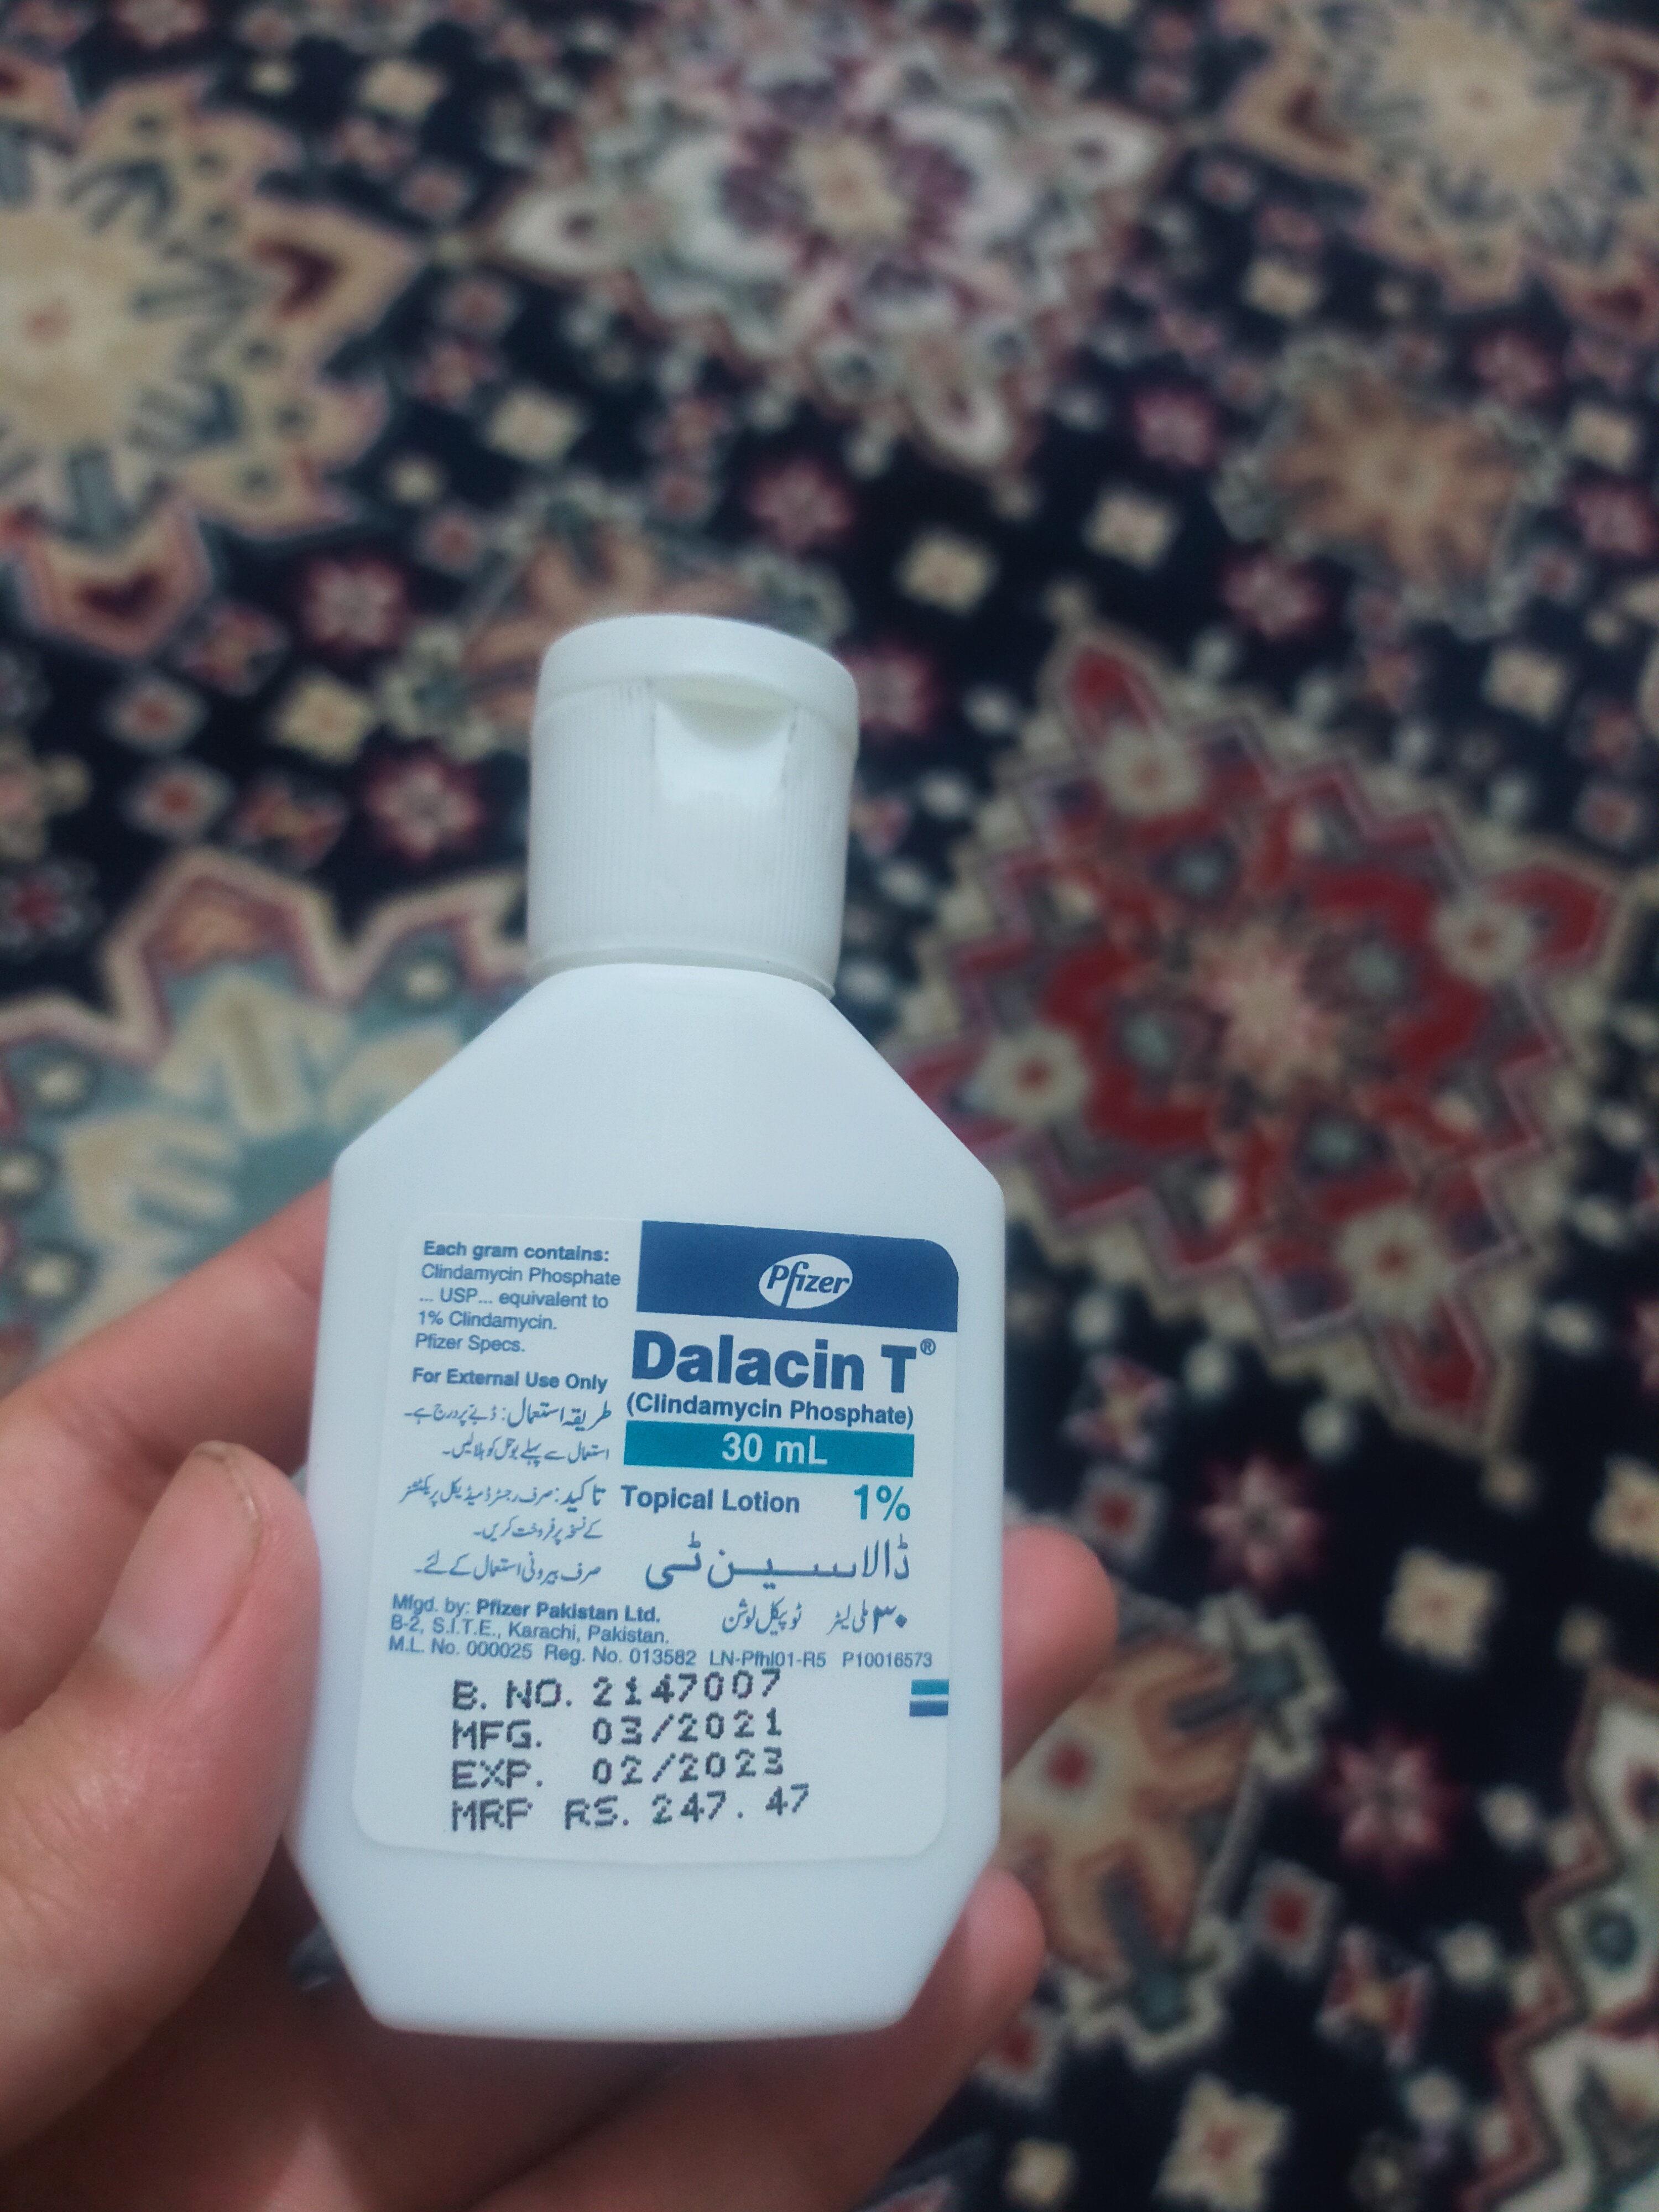 Each gram contains:
Clindamycin Phosphate
... USP... equivalent to
1% Clindamycin.
Pfizer Specs.
For External Use Only
طریقہ استعمال: ڈبے پر درج ہے۔
استعمال سے پہلے بوتل کو ہلا لیں۔
تاکید: صرف رجسٹرڈ میڈیکل پریکٹشنر
کے نسخہ پر فروخت کریں۔
صرف بیرونی استعمال کے لئے۔
Pfizer
Dalacin T®
(Clindamycin Phosphate)
30 mL
Topical Lotion 1%
ڈالاسین ٹی
۳۰ ملی لیٹر ٹوپیکل لوشن
Mfgd. by: Pfizer Pakistan Ltd.
B-2, S.I.T.E., Karachi, Pakistan.
M.L. No. 000025 Reg. No. 013582 LN-Pfhl01-R5 P10016573
B. NO. 2147007
MFG. 03/2021
EXP. 02/2023
MRP RS. 247.47